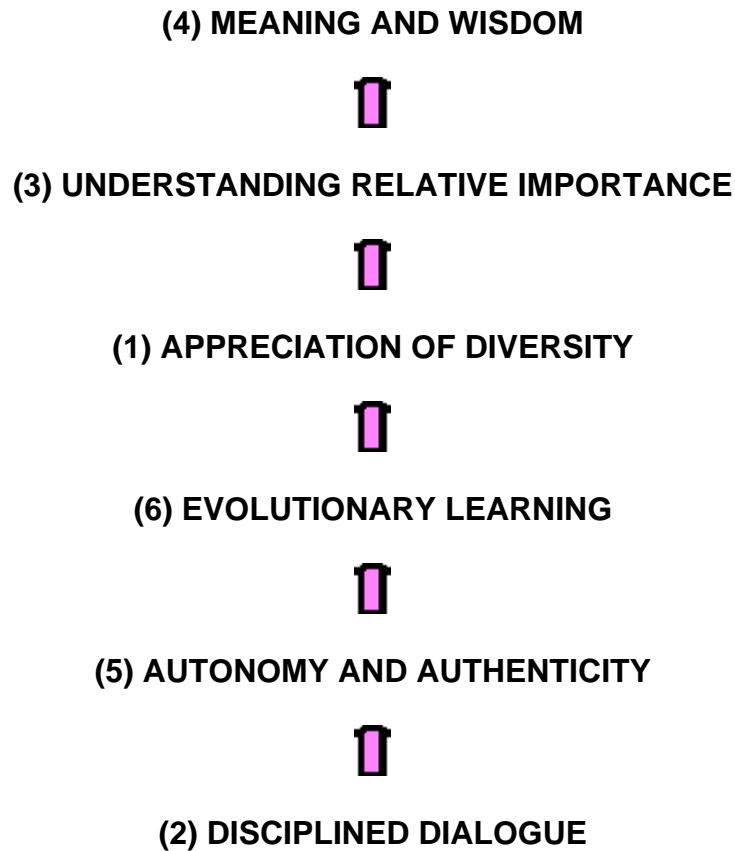 (4) MEANING AND WISDOM
(3) UNDERSTANDING RELATIVE IMPORTANCE
(1) APPRECIATION OF DIVERSITY
(6) EVOLUTIONARY LEARNING
(5) AUTONOMY AND AUTHENTICITY
(2) DISCIPLINED DIALOGUE